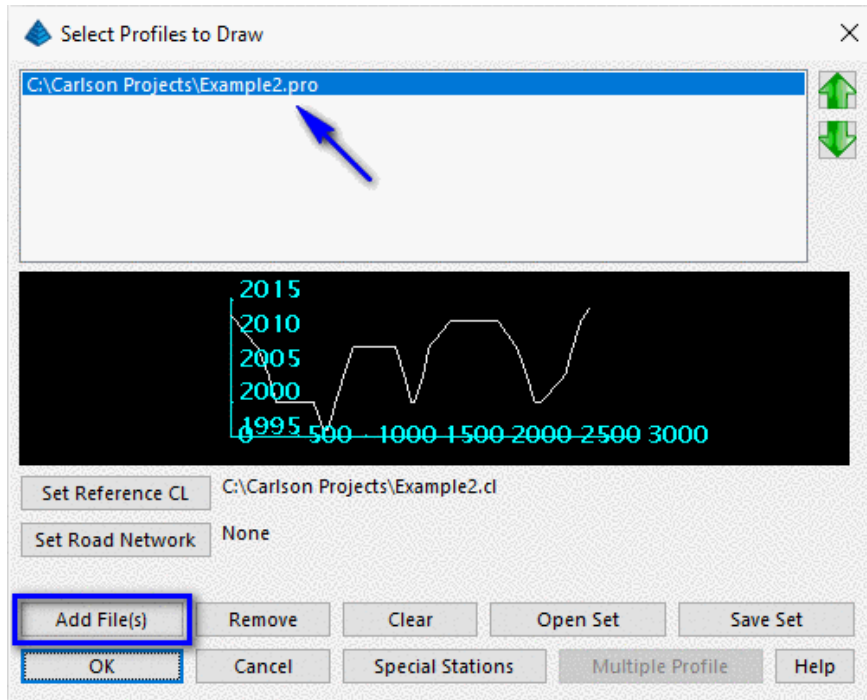 Select Profiles to Draw
C:\Carlson Projects\Example2.pro
2015
2010
2005
2000
1995
0 500 1000 1500 2000 2500 3000
Set Reference CL C:\Carlson Projects\Example2.cl
Set Road Network None
Add File(s) Remove Clear Open Set Save Set
OK Cancel Special Stations Multiple Profile Help